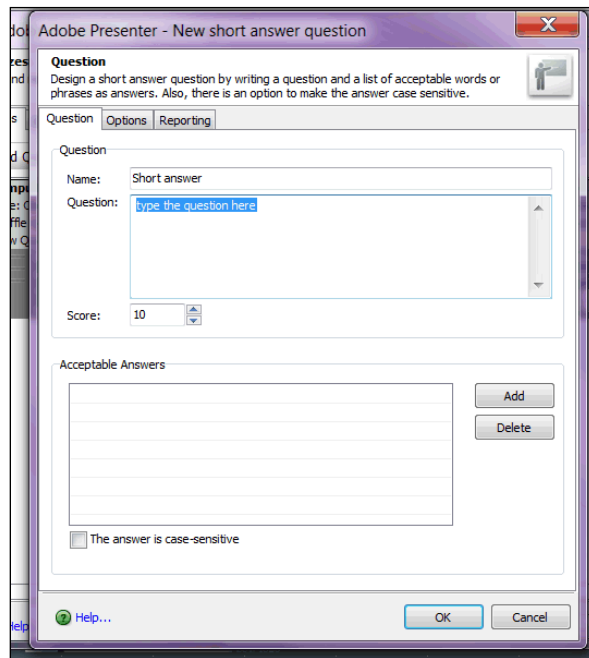 Adobe Presenter - New short answer question
Question
Design a short answer question by writing a question and a list of acceptable words or
phrases as answers. Also, there is an option to make the answer case sensitive.
Question Options Reporting
Question
Name: Short answer
Question: type the question here
Score: 10
Acceptable Answers
Add
Delete
The answer is case-sensitive
Help... OK Cancel